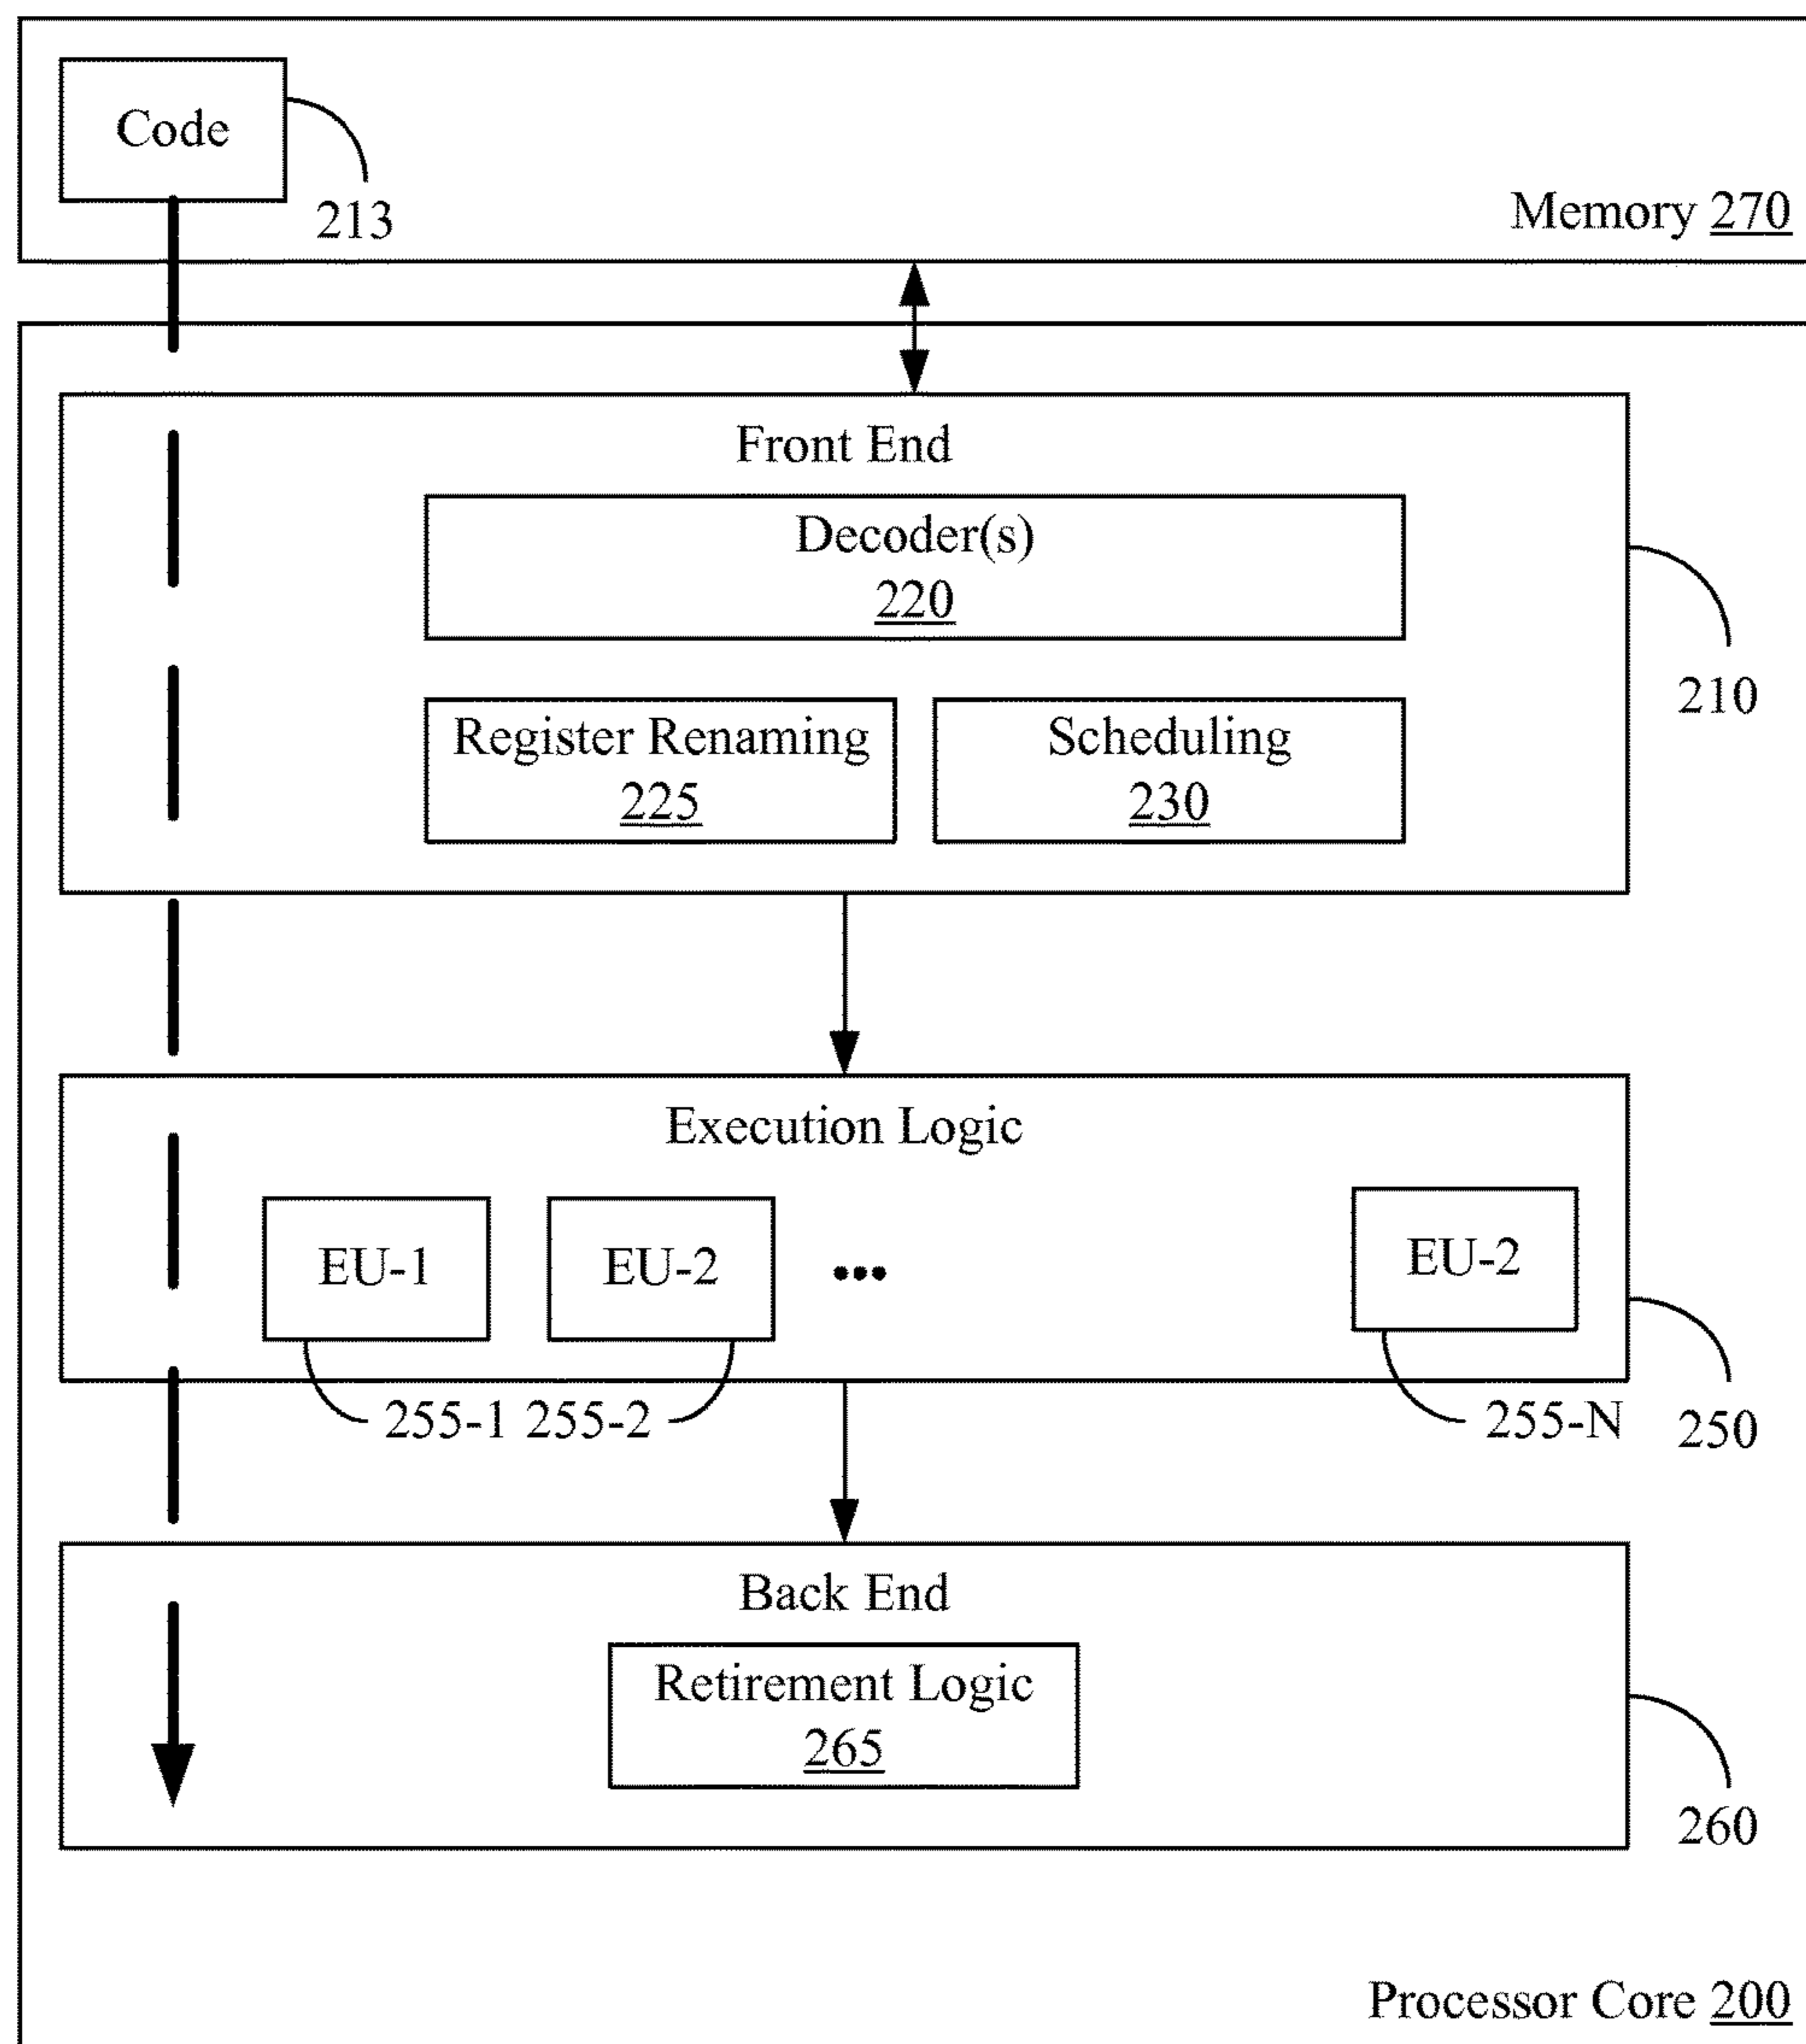 Code
213
Memory 270
Front End
Decoder(s)
220
210
Register Renaming
225
Scheduling
230
Execution Logic
EU-1
EU-2
•••
EU-2
255-1 255-2
255-N
250
Back End
Retirement Logic
265
260
Processor Core 200